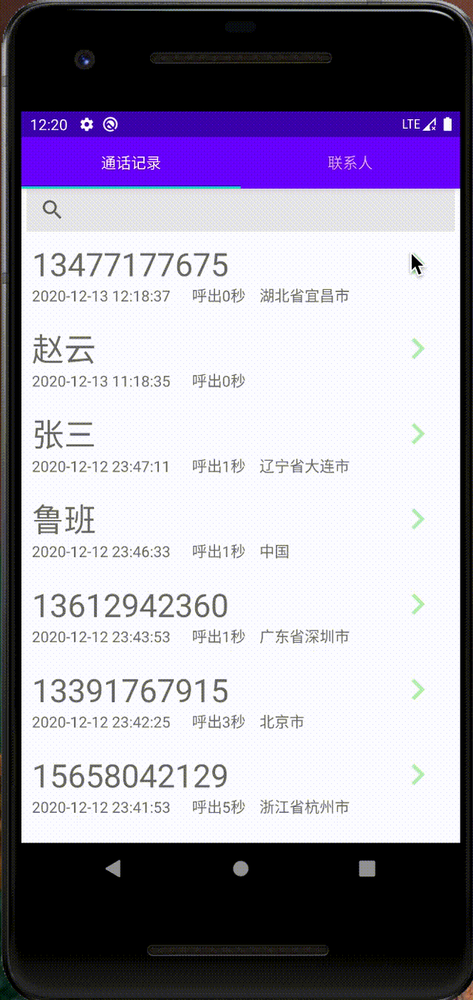 12:20 LTE
通话记录 联系人
13477177675
2020-12-13 12:18:37 呼出0秒 湖北省宜昌市
赵云
2020-12-13 11:18:35 呼出0秒
张三
2020-12-12 23:47:11 呼出1秒 辽宁省大连市
鲁班
2020-12-12 23:46:33 呼出1秒 中国
13612942360
2020-12-12 23:43:53 呼出1秒 广东省深圳市
13391767915
2020-12-12 23:42:25 呼出3秒 北京市
15658042129
2020-12-12 23:41:53 呼出5秒 浙江省杭州市